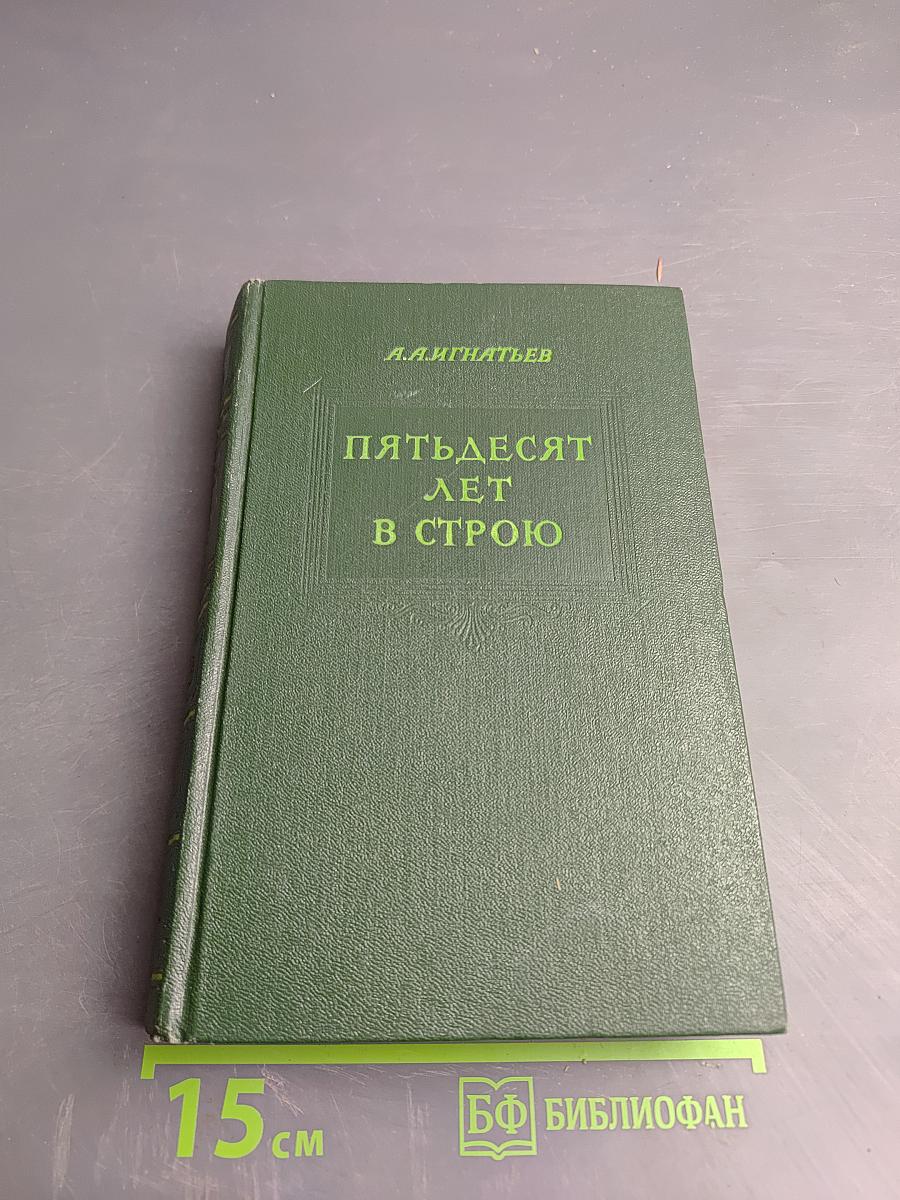 А.А.ИГНАТЬЕВ
ПЯТЬДЕСЯТ
ЛЕТ
В СТРОЮ
15 см
БФ БИБЛИОФАН